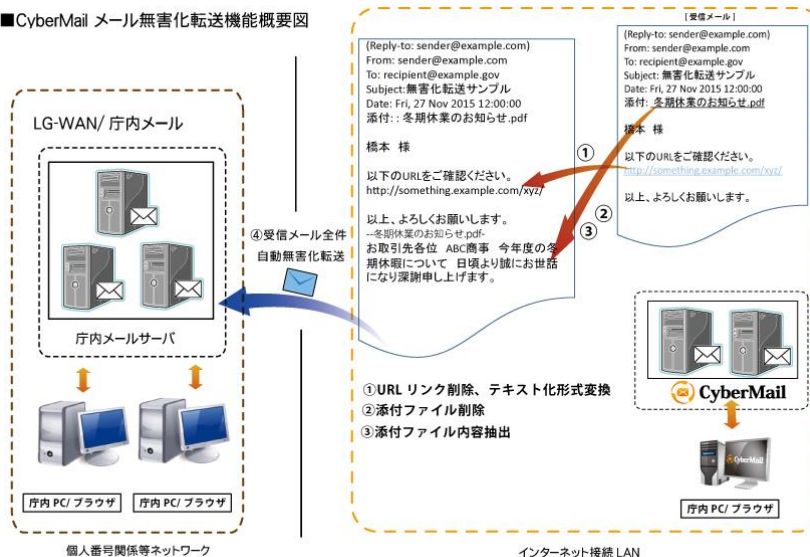 ■CyberMail メール無害化転送機能概要図
LG-WAN/ 庁内メール
庁内メールサーバ
庁内 PC/ ブラウザ
庁内 PC/ ブラウザ
個人番号関係等ネットワーク
④受信メール全件
自動無害化転送
(Reply-to: sender@example.com)
From: sender@example.com
To: recipient@example.gov
Subject:無害化転送サンプル
Date: Fri, 27 Nov 2015 12:00:00
添付: : 冬期休業のお知らせ.pdf
橋本 様
以下のURLをご確認ください。
http://something.example.com/xyz/
以上、よろしくお願いします。
--冬期休業のお知らせ.pdf-
お取引先各位 ABC商事 今年度の冬
期休暇について 日頃より誠にお世話
になり深謝申し上げます。
①
②
③
[ 受信メール ]
(Reply-to: sender@example.com)
From: sender@example.com
To: recipient@example.gov
Subject: 無害化転送サンプル
Date: Fri, 27 Nov 2015 12:00:00
添付: 冬期休業のお知らせ.pdf
橋本 様
以下のURLをご確認ください。
http://something.example.com/xyz/
以上、よろしくお願いします。
①URL リンク削除、テキスト化形式変換
②添付ファイル削除
③添付ファイル内容抽出
CyberMail
CyberMail
庁内 PC/ ブラウザ
インターネット接続 LAN